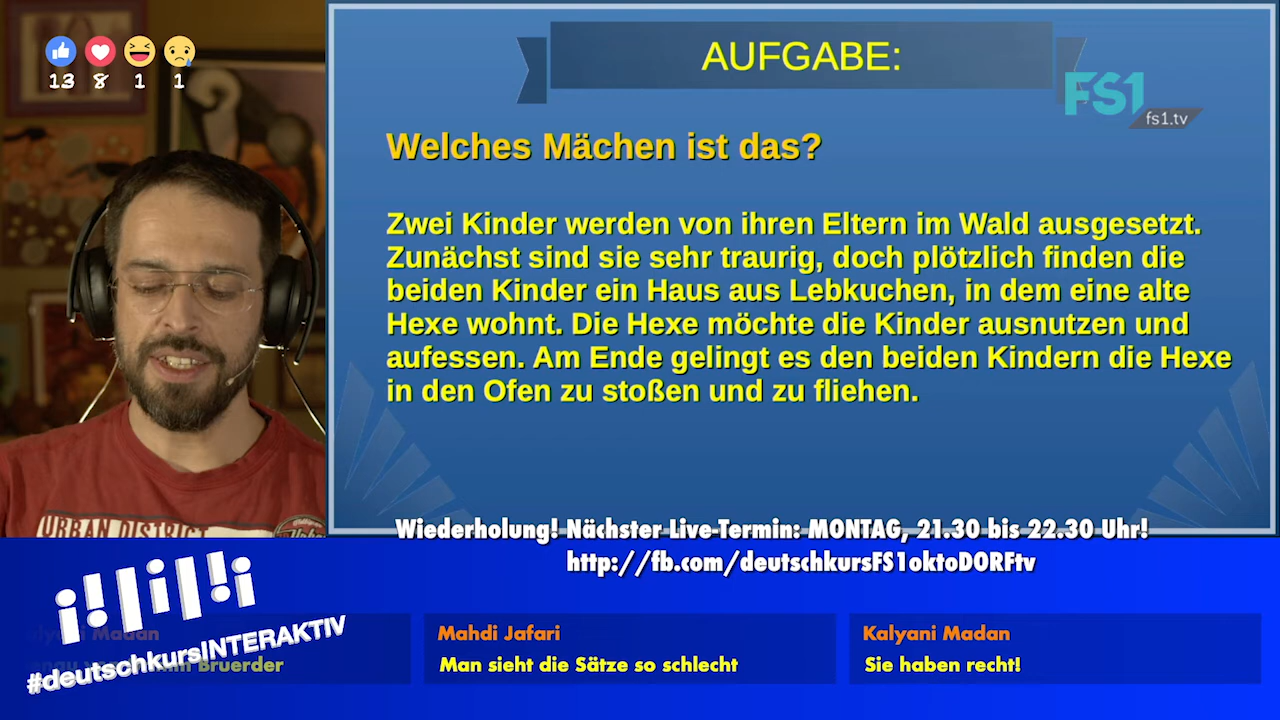 13 8 1 1
AUFGABE:
FS1
fs1.tv
Welches Mächen ist das?
Zwei Kinder werden von ihren Eltern im Wald ausgesetzt.
Zunächst sind sie sehr traurig, doch plötzlich finden die
beiden Kinder ein Haus aus Lebkuchen, in dem eine alte
Hexe wohnt. Die Hexe möchte die Kinder ausnutzen und
aufessen. Am Ende gelingt es den beiden Kindern die Hexe
in den Ofen zu stoßen und zu fliehen.
URBAN DISTRICT
Wiederholung! Nächster Live-Termin: MONTAG, 21.30 bis 22.30 Uhr!
http://fb.com/deutschkursFS1oktoDORFtv
#deutschkursINTERAKTIV
Madan
Bruerder
Mahdi Jafari
Man sieht die Sätze so schlecht
Kalyani Madan
Sie haben recht!